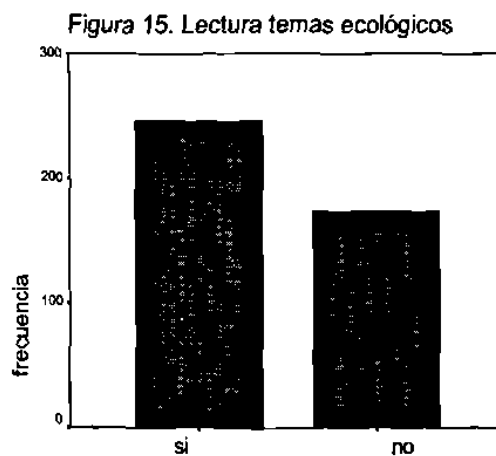 Figura 15. Lectura temas ecológicos
300
200
100
0
frecuencia
si
no